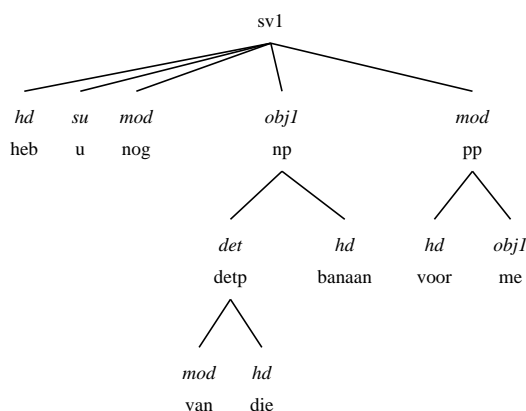 sv1
hd su mod obj1 mod
heb u nog np pp
det hd hd obj1
detp banaan voor me
mod hd
van die